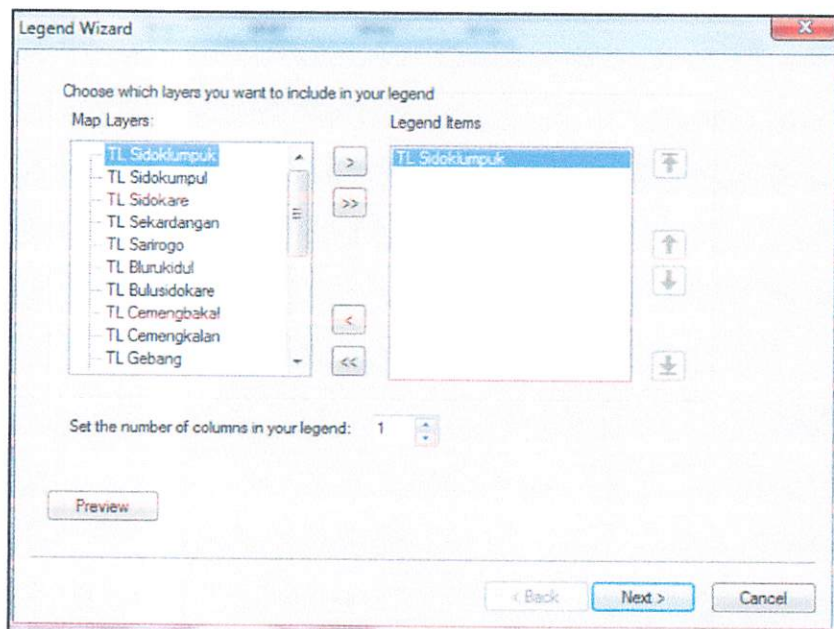 Legend Wizard
Choose which layers you want to include in your legend
Map Layers:
Legend Items
TL Sidoklumpuk
TL Sidokumpul
TL Sidokare
TL Sekardangan
TL Sarirogo
TL Blurukidul
TL Bulusidokare
TL Cemengbakal
TL Cemengkalan
TL Gebang
>
>>
<
<<
TL Sidoklumpuk
Set the number of columns in your legend: 1
Preview
< Back
Next >
Cancel